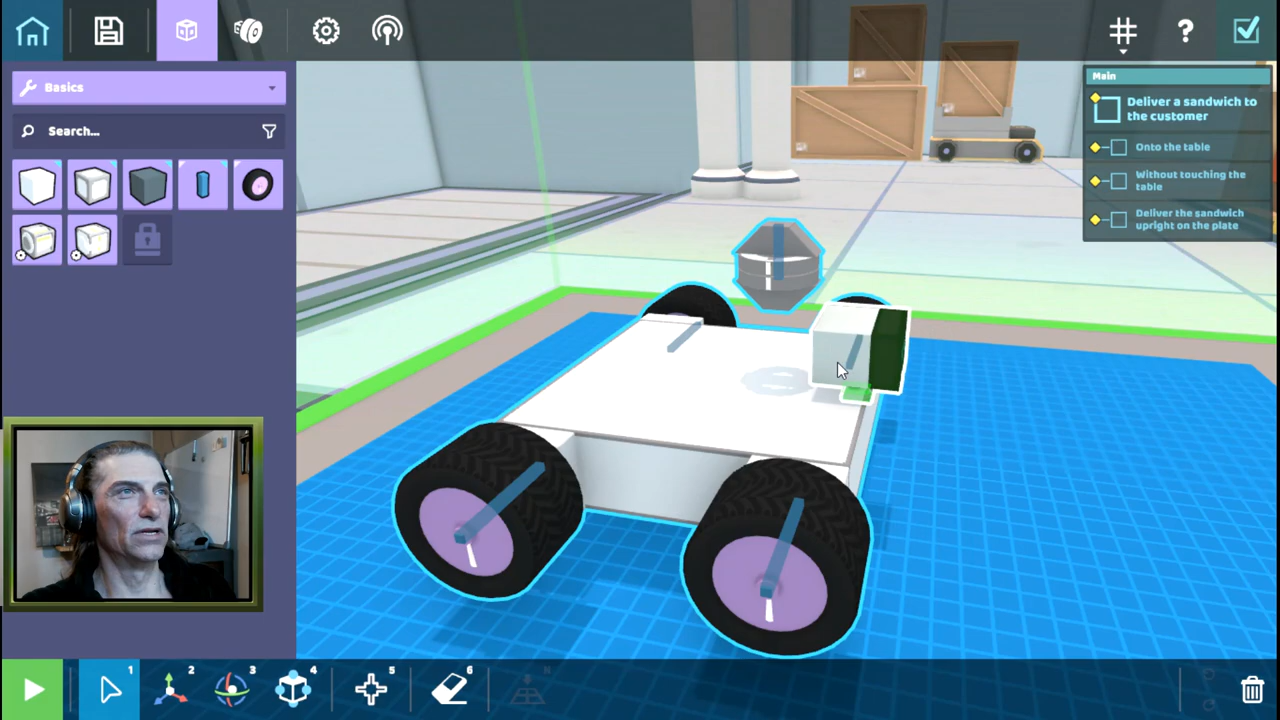 Main
Deliver a sandwich to
the customer
Onto the table
Without touching the
table
Deliver the sandwich
upright on the plate
Basics
Search...
1
2
3
4
5
6
N